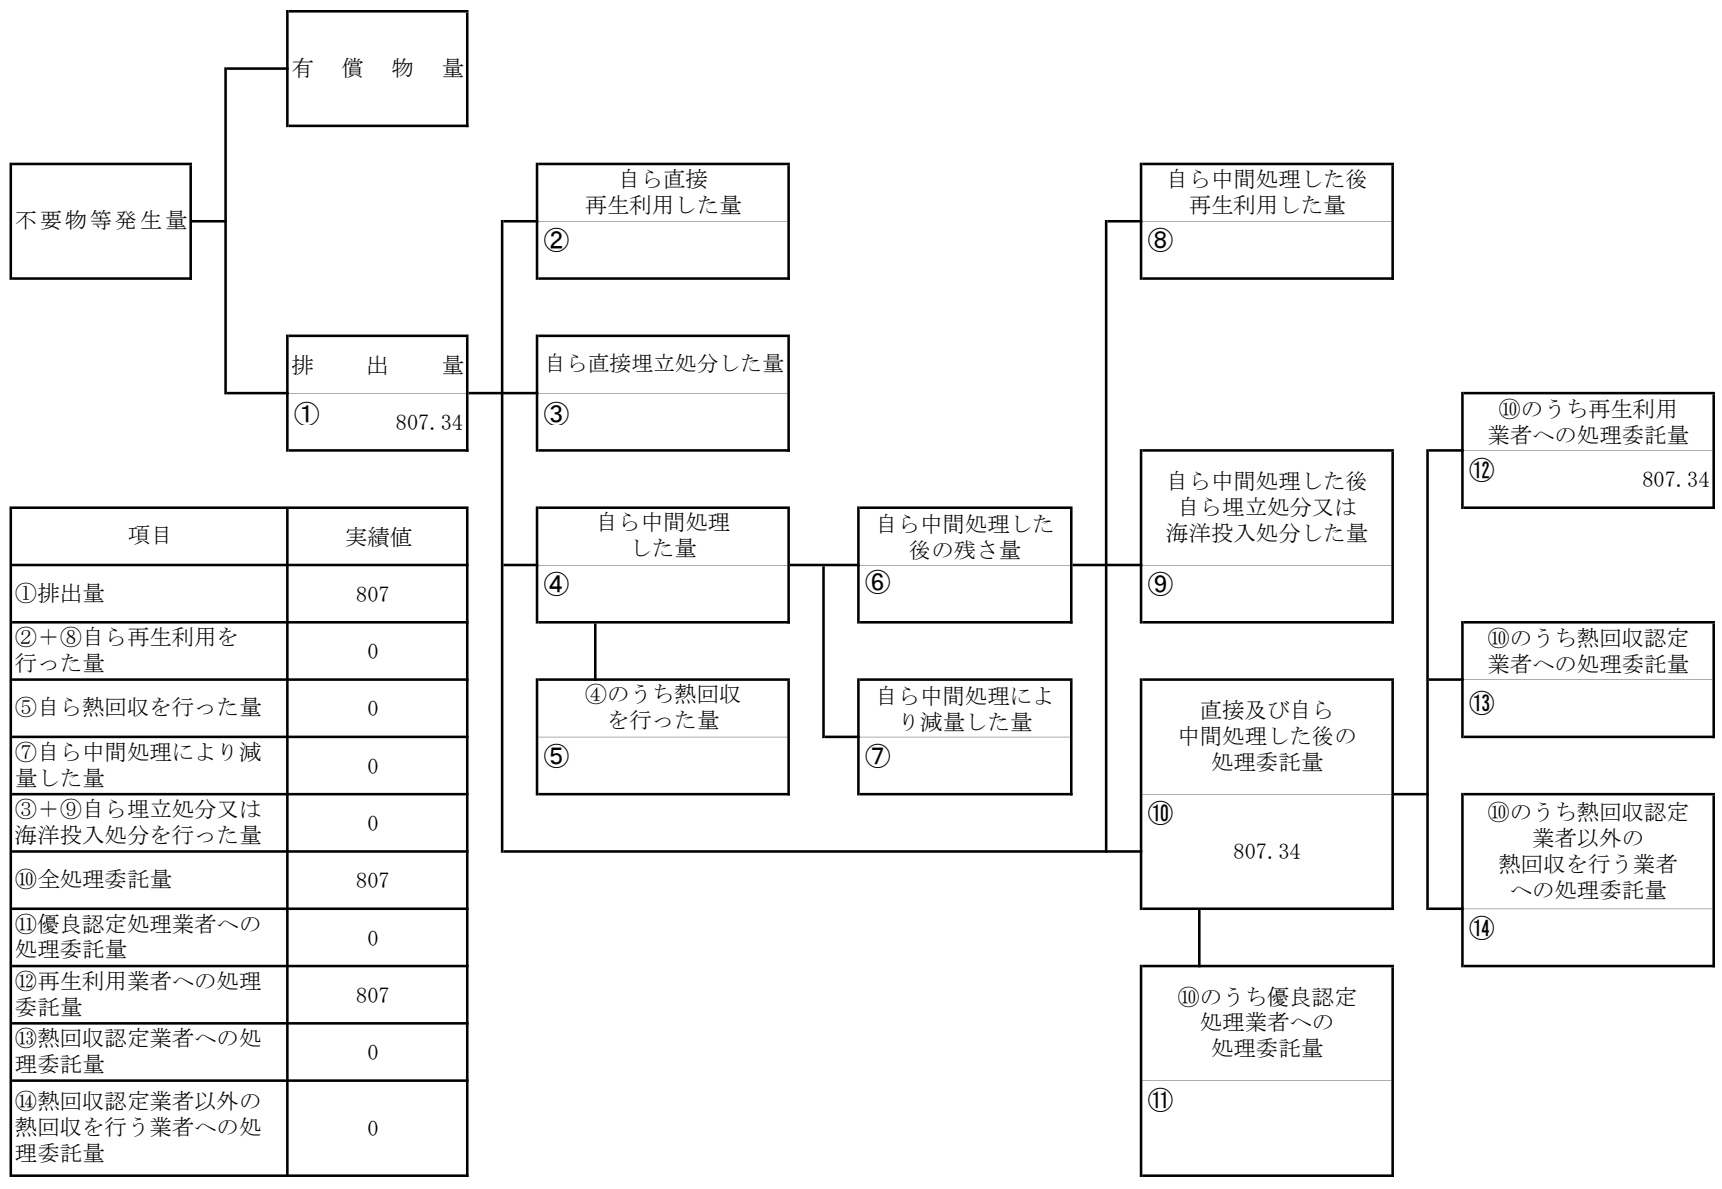 有償物量
不要物等発生量
排出量
①
807.34
自ら直接
再生利用した量
②
自ら直接埋立処分した量
③
自ら中間処理
した量
④
④のうち熱回収
を行った量
⑤
自ら中間処理した
後の残さ量
⑥
自ら中間処理によ
り減量した量
⑦
自ら中間処理した後
再生利用した量
⑧
自ら中間処理した後
自ら埋立処分又は
海洋投入処分した量
⑨
直接及び自ら
中間処理した後の
処理委託量
⑩
807.34
⑩のうち優良認定
処理業者への
処理委託量
⑪
⑩のうち再生利用
業者への処理委託量
⑫
807.34
⑩のうち熱回収認定
業者への処理委託量
⑬
⑩のうち熱回収認定
業者以外の
熱回収を行う業者
への処理委託量
⑭
項目 実績値
①排出量 807
②＋⑧自ら再生利用を
行った量
0
⑤自ら熱回収を行った量 0
⑦自ら中間処理により減
量した量
0
③＋⑨自ら埋立処分又は
海洋投入処分を行った量
0
⑩全処理委託量 807
⑪優良認定処理業者への
処理委託量
0
⑫再生利用業者への処理
委託量
807
⑬熱回収認定業者への処
理委託量
0
⑭熱回収認定業者以外の
熱回収を行う業者への処
理委託量
0